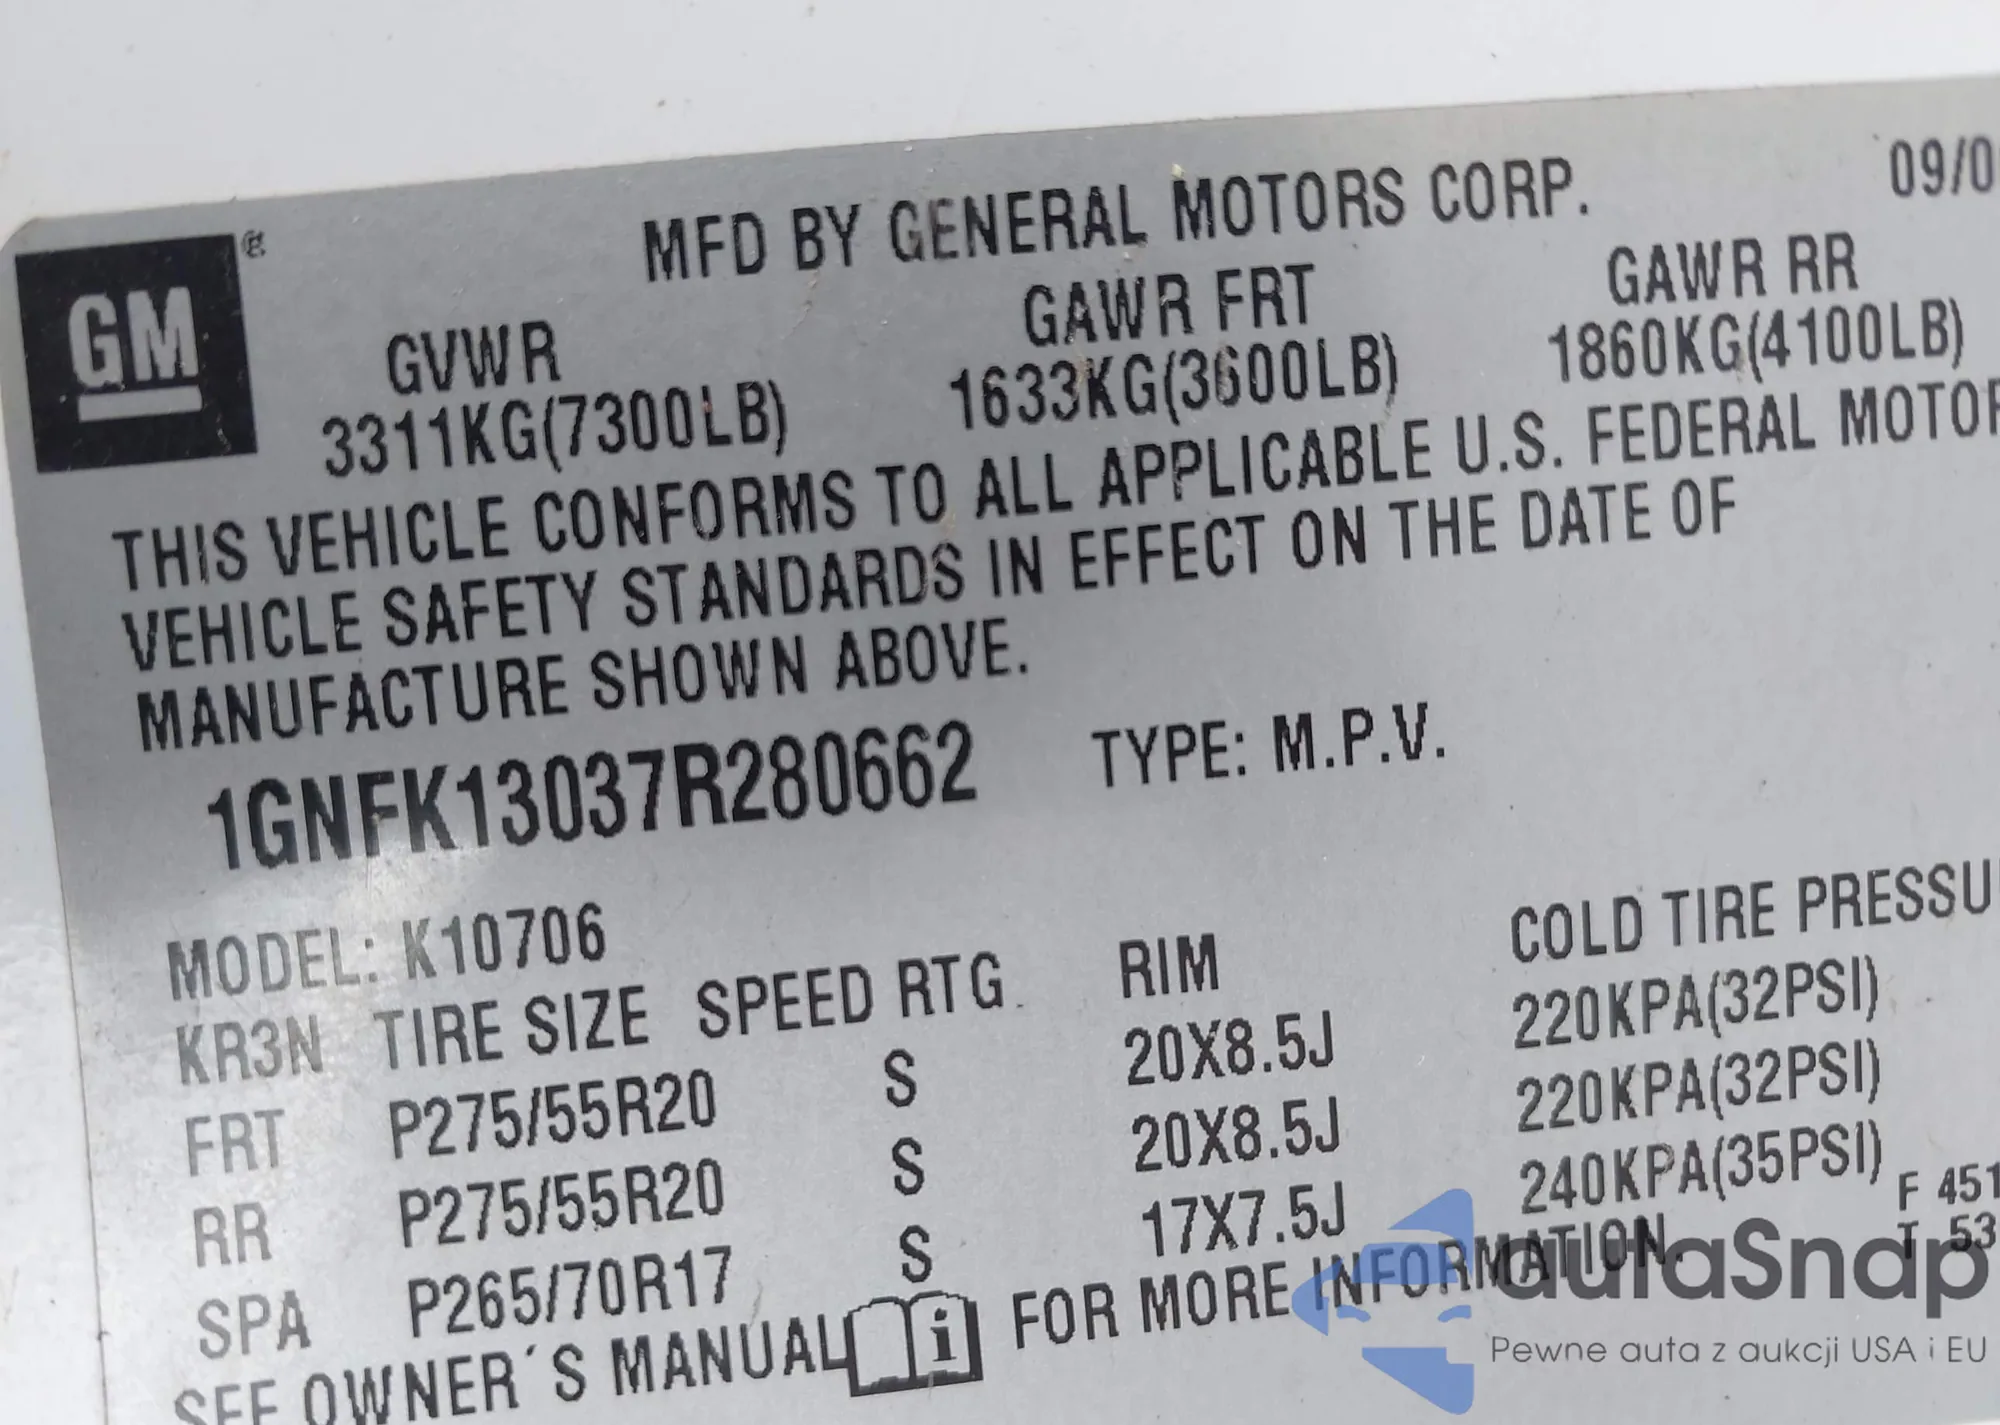 MFD BY GENERAL MOTORS CORP. 09/0
GM
GVWR GAWR FRT GAWR RR
3311KG(7300LB) 1633KG(3600LB) 1860KG(4100LB)
THIS VEHICLE CONFORMS TO ALL APPLICABLE U.S. FEDERAL MOTOR
VEHICLE SAFETY STANDARDS IN EFFECT ON THE DATE OF
MANUFACTURE SHOWN ABOVE.
1GNFK13037R280662 TYPE: M.P.V.
MODEL: K10706
KR3N TIRE SIZE SPEED RTG RIM COLD TIRE PRESSU
FRT P275/55R20 S 20X8.5J 220KPA(32PSI)
RR P275/55R20 S 20X8.5J 220KPA(32PSI)
SPA P265/70R17 S 17X7.5J 240KPA(35PSI)
F 451
T 53
SEE OWNER´S MANUAL i FOR MORE INFORMATION.
autaSnap
Pewne auta z aukcji USA i EU